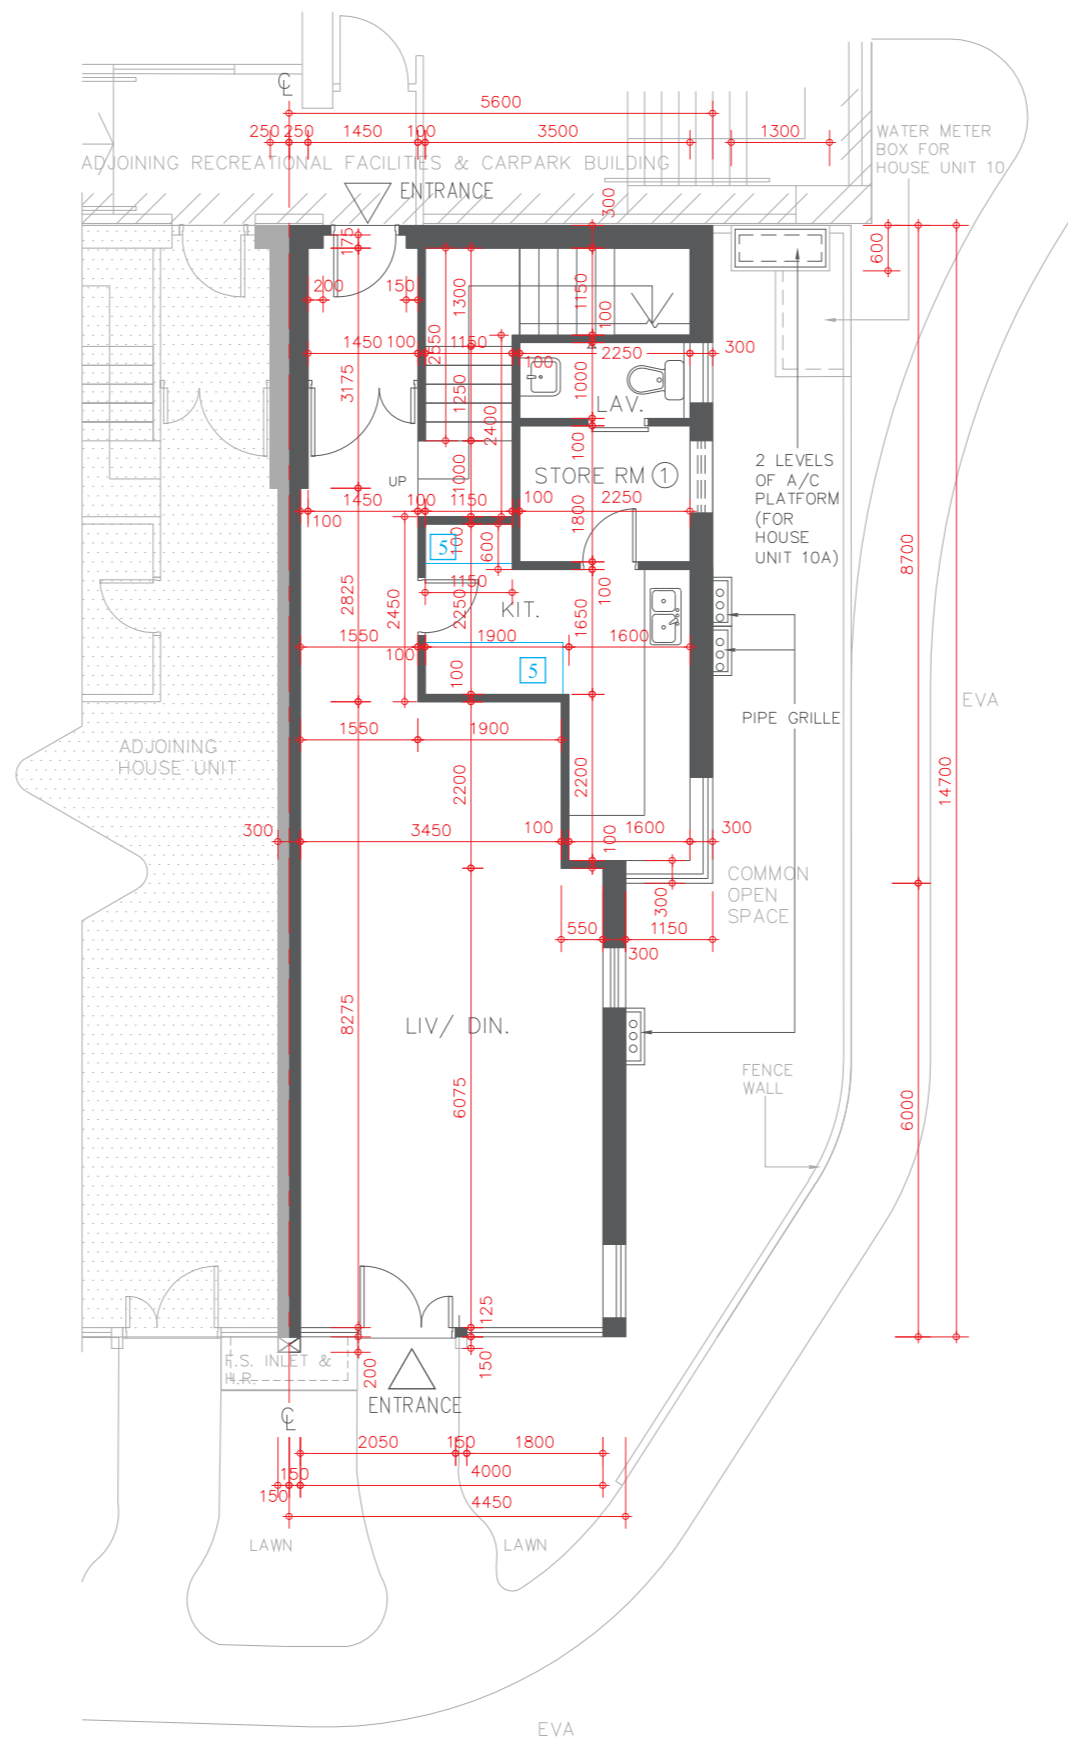 5600
250 250 1450 100 3500 1300
WATER METER
BOX FOR
HOUSE UNIT 10
ADJOINING RECREATIONAL FACILITIES & CARPARK BUILDING
ENTRANCE
300
175
600
200 150 1300 1150
100
1450 100 1150 2250 300
2550
100
3175 1250 1000
2400
LAV.
100
STORE RM 1
UP 1000
2 LEVELS
OF A/C
PLATFORM
(FOR
HOUSE
UNIT 10A)
1450 100 1150 100 2250
100
1800
8700
5 100 600
2825 2450 1150 2250 100
KIT. 1650
1550 1900 1600
100
100 5
EVA
PIPE GRILLE
1550 1900
ADJOINING
HOUSE UNIT
2200 2200
14700
300 3450 100 1600 300
100
COMMON
OPEN
SPACE
300
550 1150
300
8275 LIV/ DIN.
6075
FENCE
WALL
6000
125
F.S. INLET &
H.R.
200 150
ENTRANCE
2050 150 1800
150 4000
150
4450
LAWN LAWN
EVA